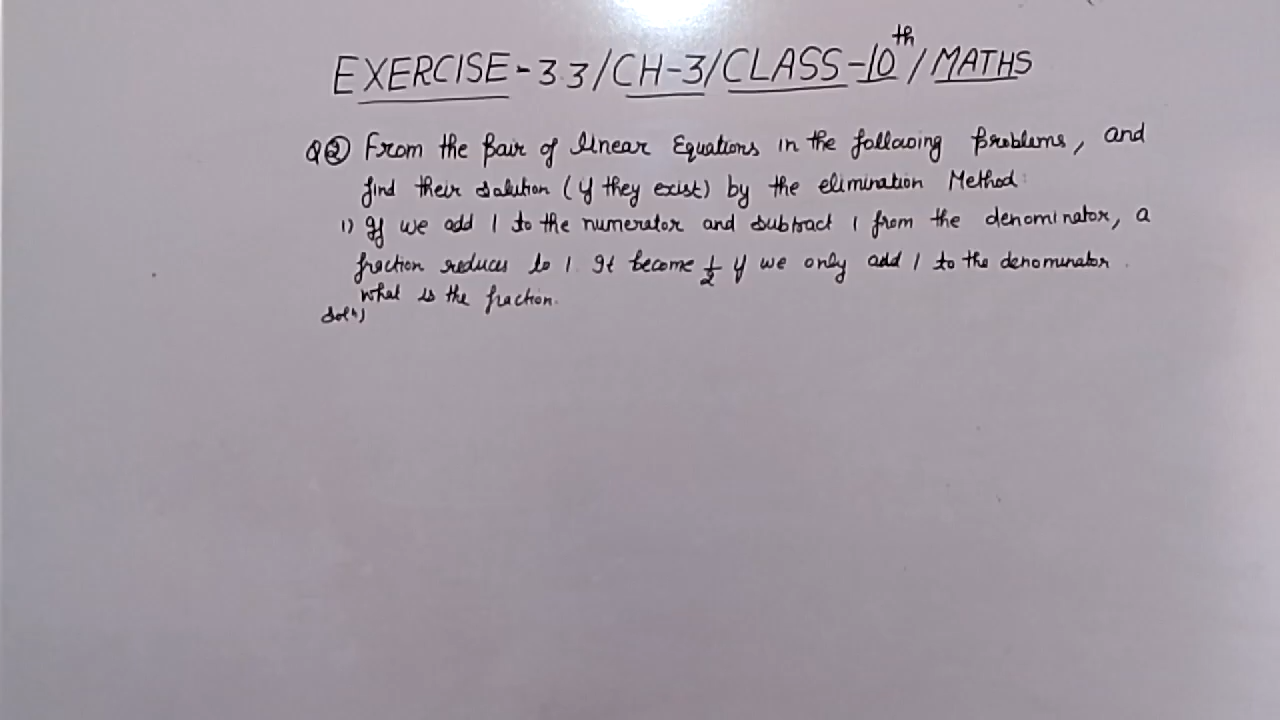 EXERCISE - 3.3/CH-3/CLASS-10th/MATHS
Q② From the Pair of linear Equations in the following Problems, and
find their solution (if they exist) by the elimination Method:
1) If we add 1 to the numerator and subtract 1 from the denominator, a
fraction reduces to 1. It become 1/2 if we only add 1 to the denominator.
what is the fraction.
Solⁿ)